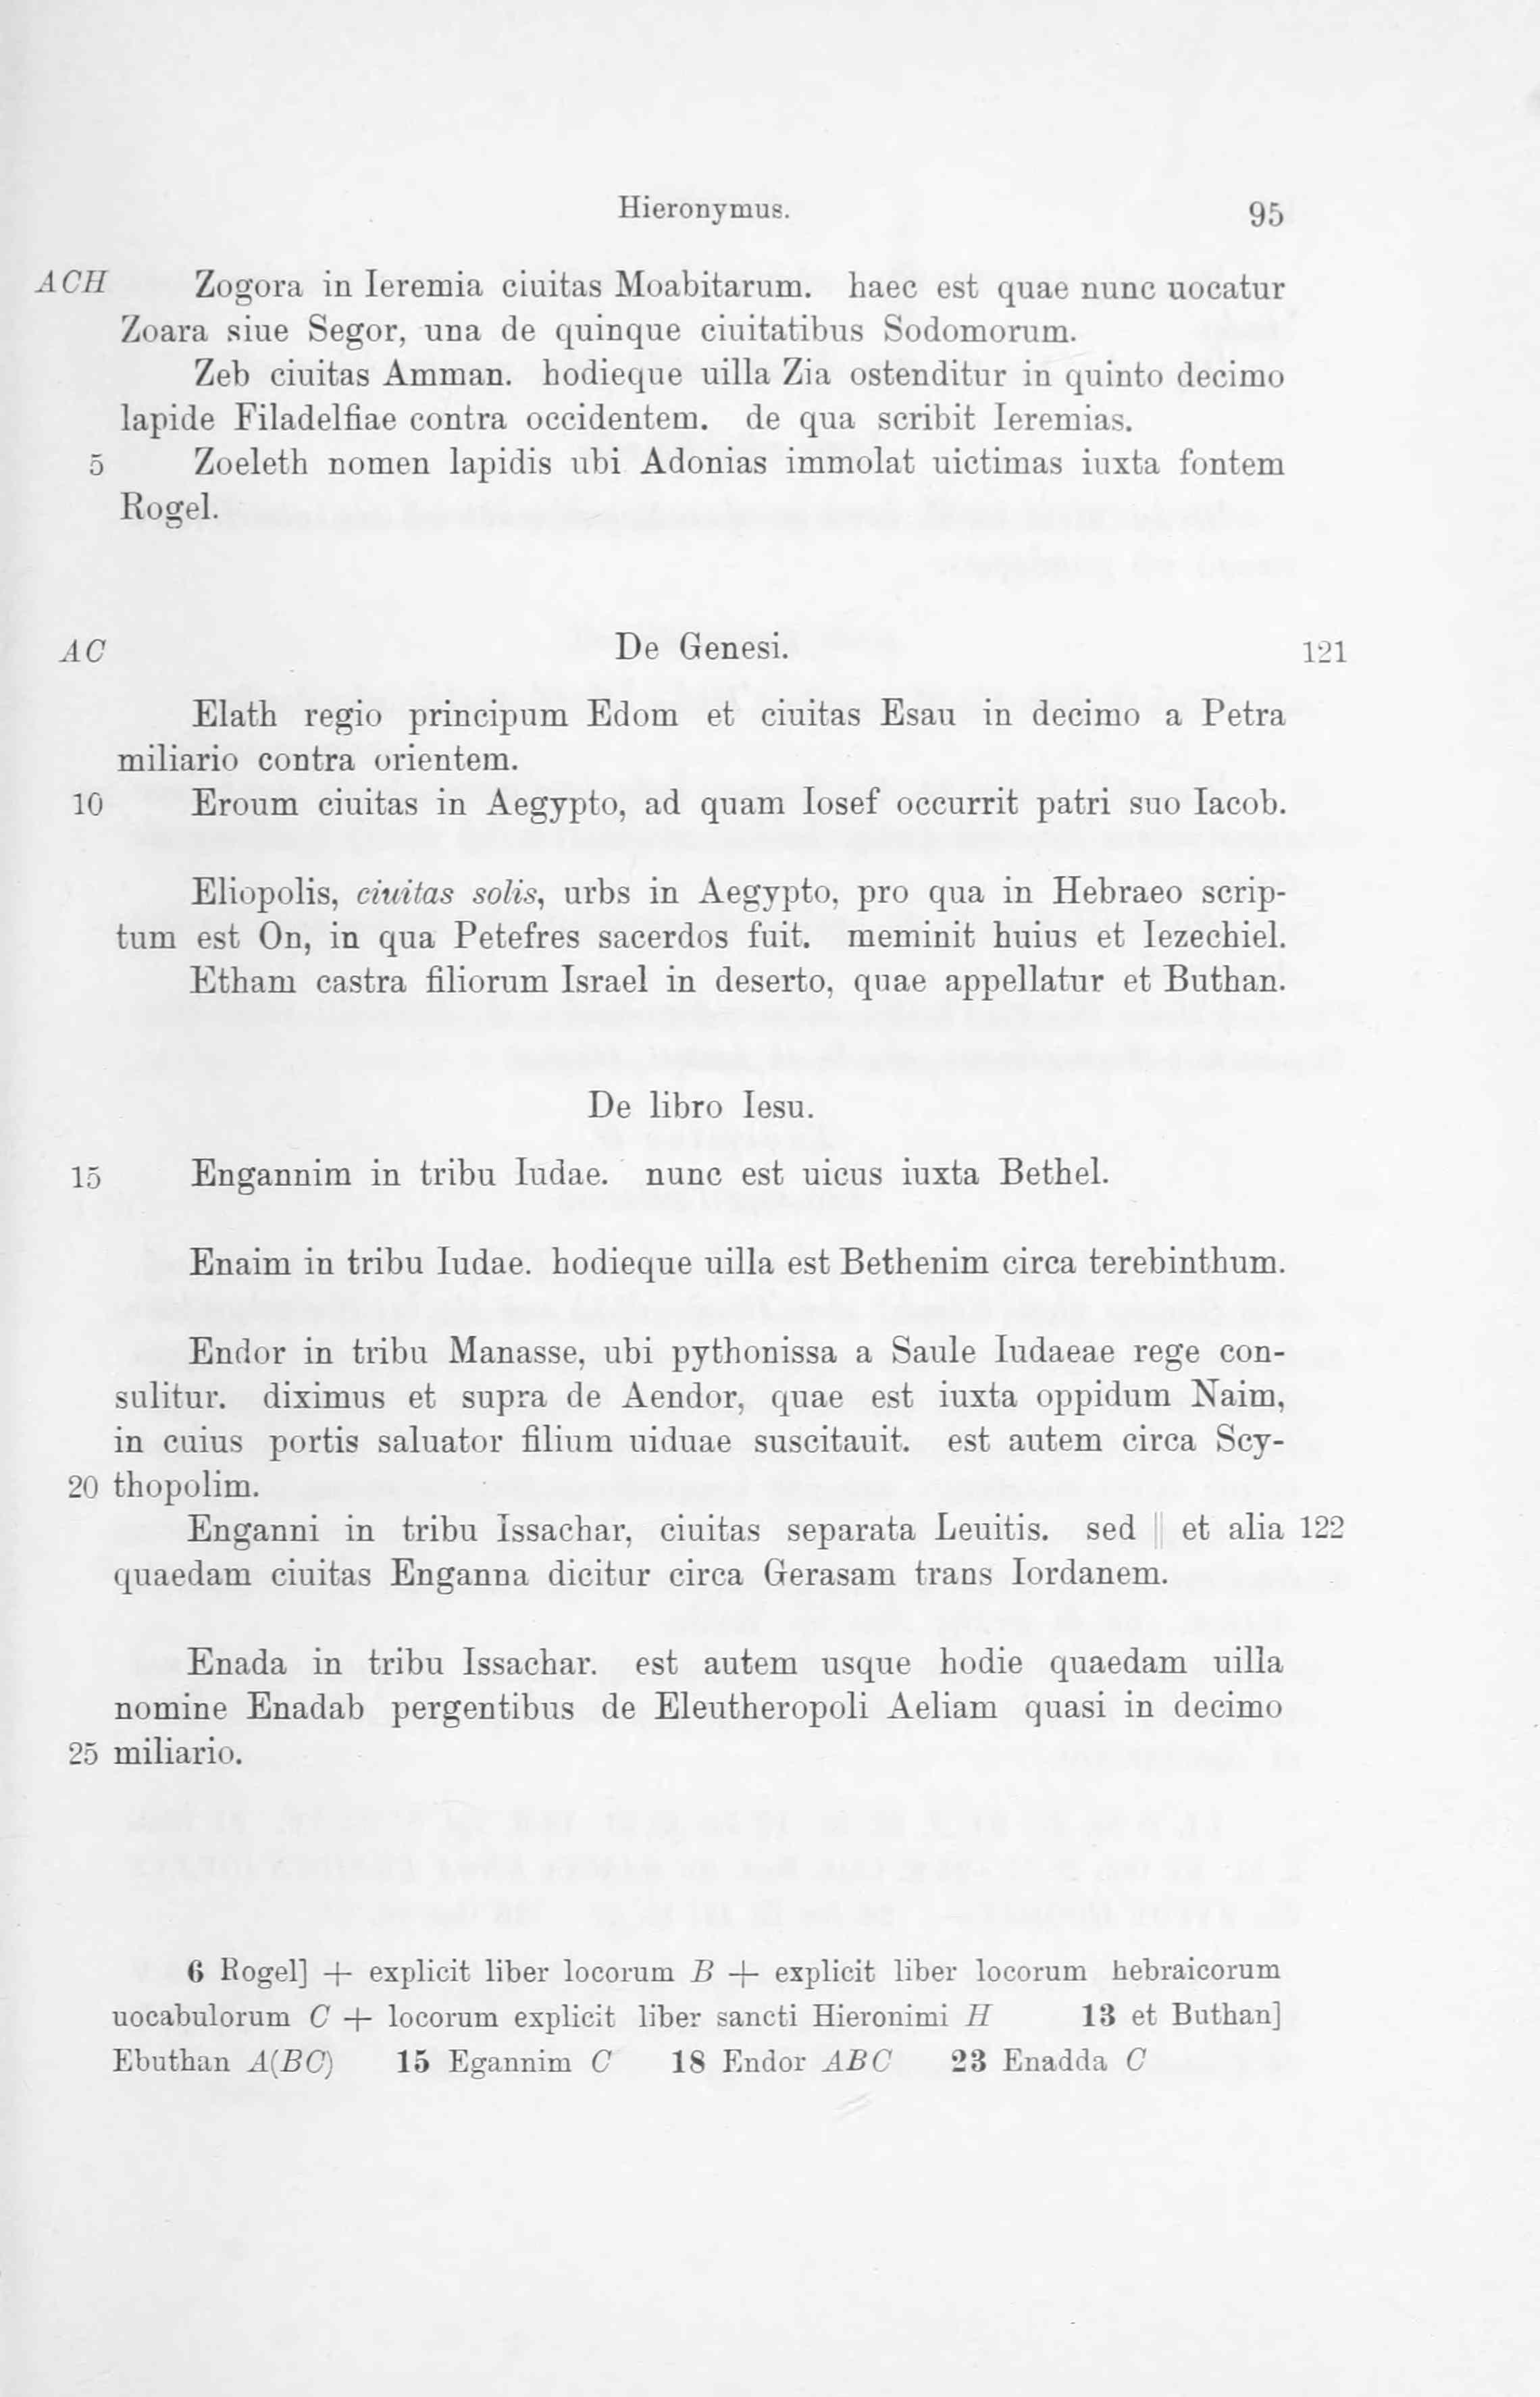 Hieronymus. 95
ACH Zogora in Ieremia ciuitas Moabitarum. haec est quae nunc uocatur
Zoara siue Segor, una de quinque ciuitatibus Sodomorum.
Zeb ciuitas Amman. hodieque uilla Zia ostenditur in quinto decimo
lapide Filadelfiae contra occidentem. de qua scribit Ieremias.
5 Zoeleth nomen lapidis ubi Adonias immolat uictimas iuxta fontem
Rogel.
AC De Genesi. 121
Elath regio principum Edom et ciuitas Esau in decimo a Petra
miliario contra orientem.
10 Eroum ciuitas in Aegypto, ad quam Iosef occurrit patri suo Iacob.
Eliopolis, ciuitas solis, urbs in Aegypto, pro qua in Hebraeo scrip-
tum est On, in qua Petefres sacerdos fuit. meminit huius et Iezechiel.
Etham castra filiorum Israel in deserto, quae appellatur et Buthan.
De libro Iesu.
15 Engannim in tribu Iudae. nunc est uicus iuxta Bethel.
Enaim in tribu Iudae. hodieque uilla est Bethenim circa terebinthum.
Endor in tribu Manasse, ubi pythonissa a Saule Iudaeae rege con-
sulitur. diximus et supra de Aendor, quae est iuxta oppidum Naim,
in cuius portis saluator filium uiduae suscitauit. est autem circa Scy-
20 thopolim.
Enganni in tribu Issachar, ciuitas separata Leuitis. sed || et alia 122
quaedam ciuitas Enganna dicitur circa Gerasam trans Iordanem.
Enada in tribu Issachar. est autem usque hodie quaedam uilla
nomine Enadab pergentibus de Eleutheropoli Aeliam quasi in decimo
25 miliario.
6 Rogel] + explicit liber locorum B + explicit liber locorum hebraicorum
uocabulorum C + locorum explicit liber sancti Hieronimi H 13 et Buthan]
Ebuthan A(BC) 15 Egannim C 18 Endor ABC 23 Enadda C